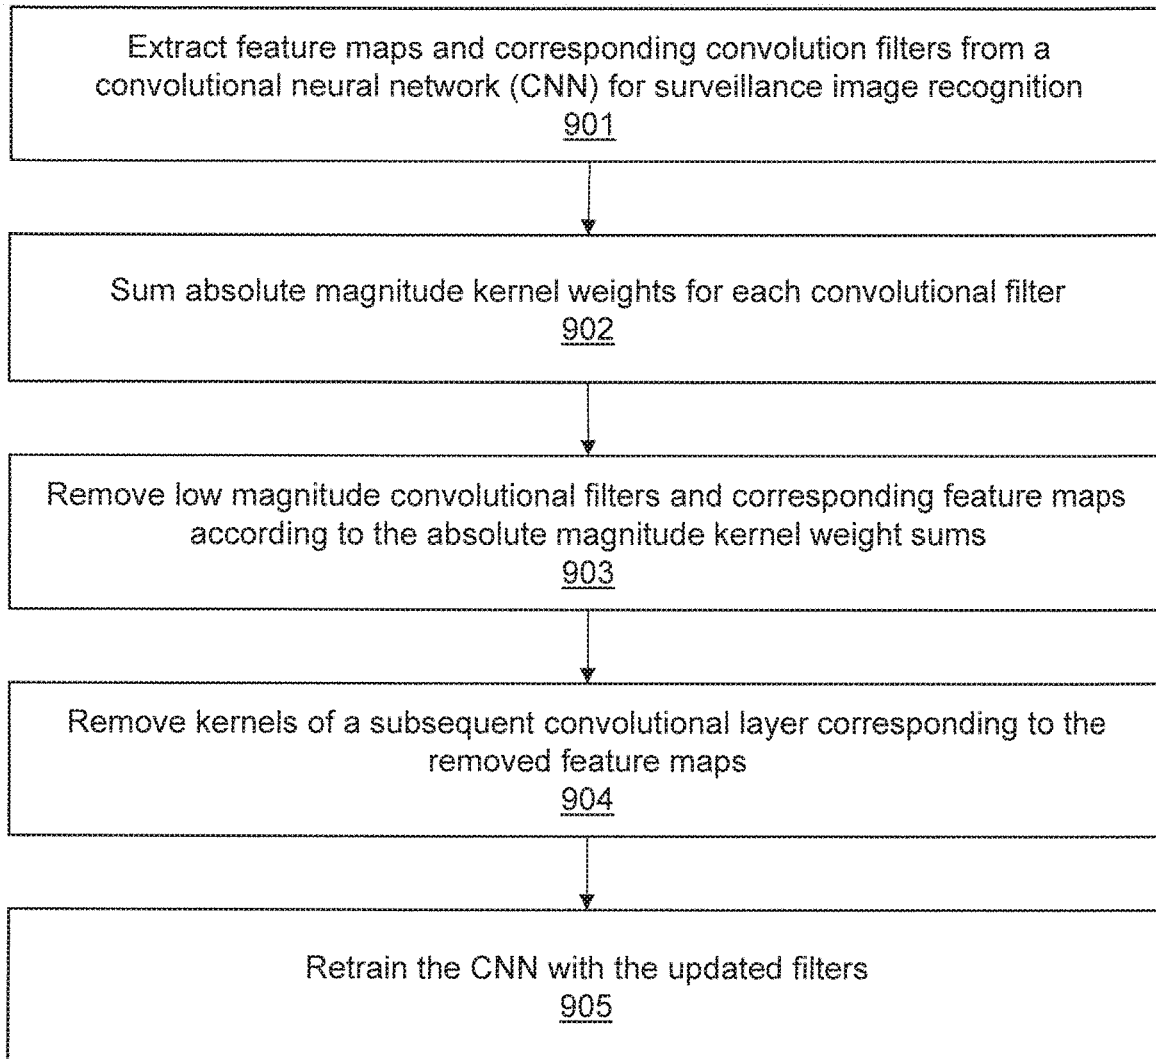 Extract feature maps and corresponding convolution filters from a
convolutional neural network (CNN) for surveillance image recognition
901
Sum absolute magnitude kernel weights for each convolutional filter
902
Remove low magnitude convolutional filters and corresponding feature maps
according to the absolute magnitude kernel weight sums
903
Remove kernels of a subsequent convolutional layer corresponding to the
removed feature maps
904
Retrain the CNN with the updated filters
905